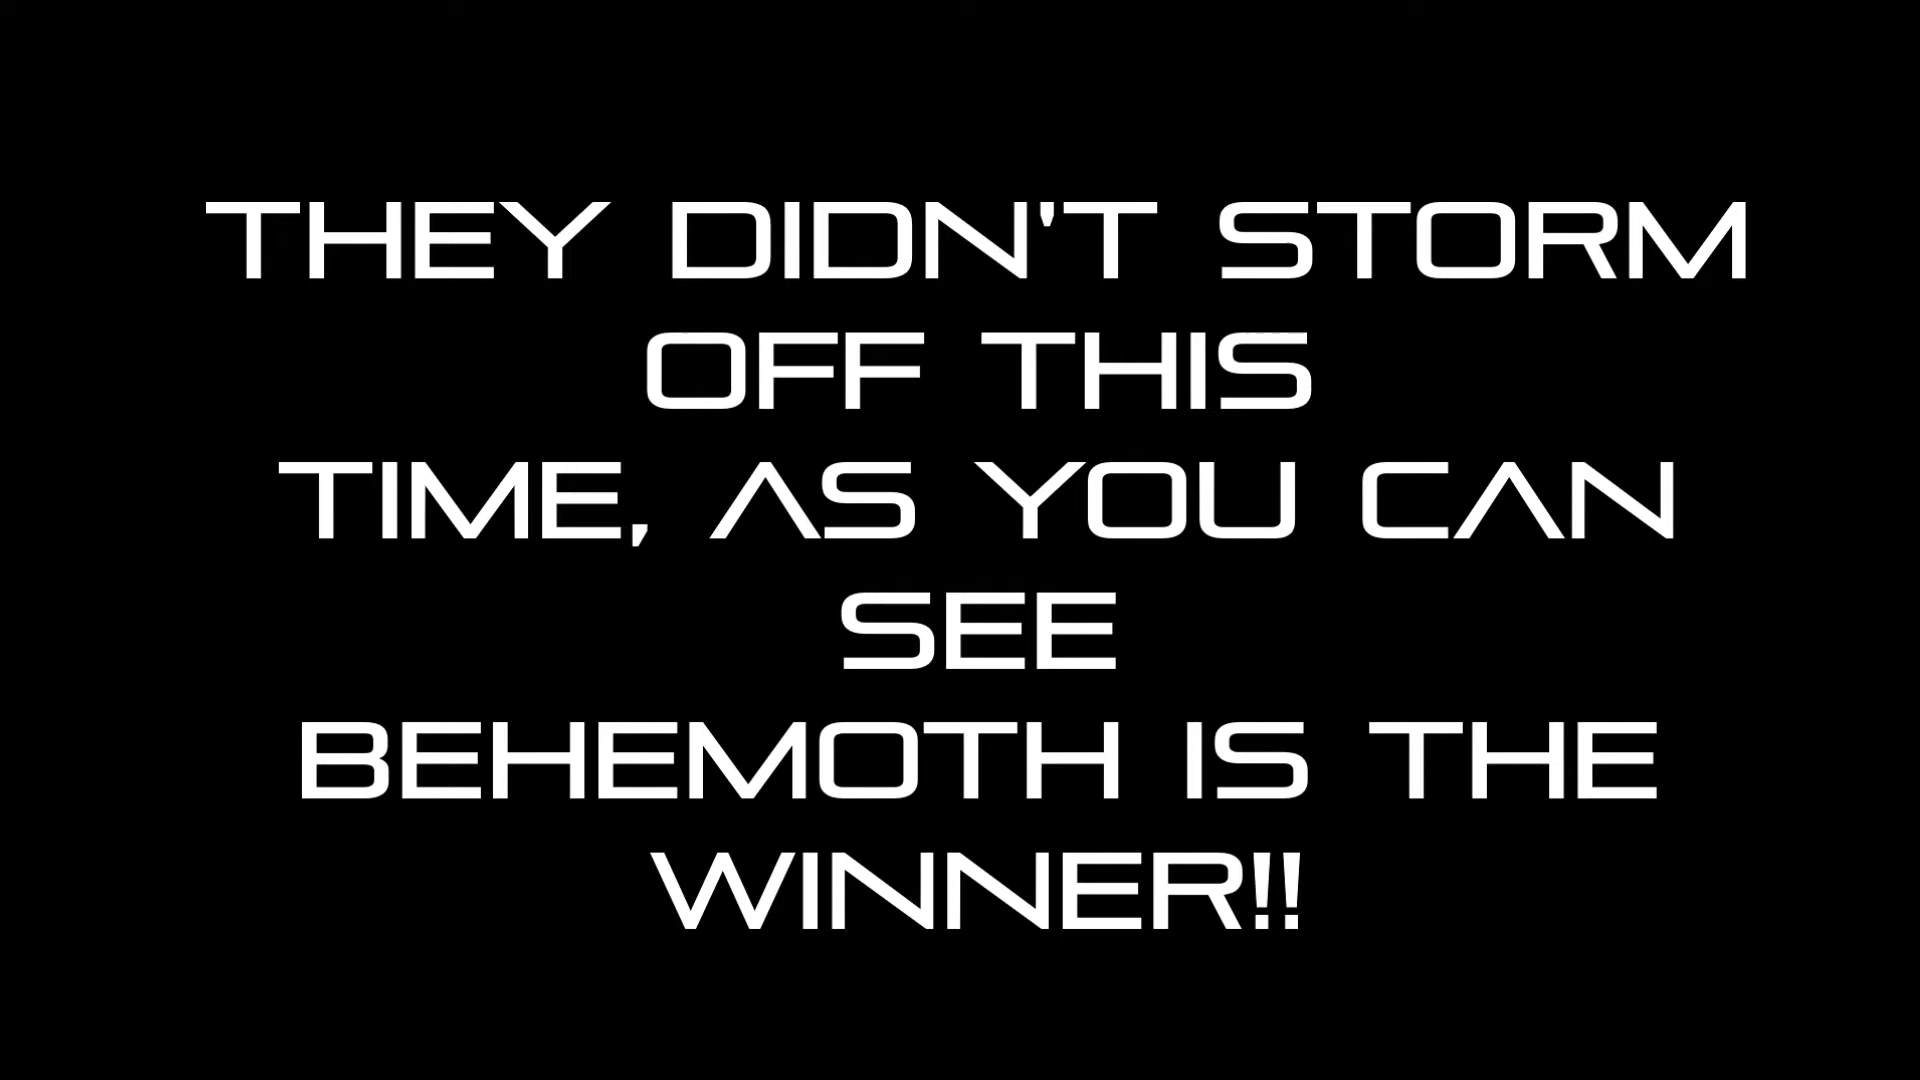 THEY DIDN'T STORM
OFF THIS
TIME, AS YOU CAN
SEE
BEHEMOTH IS THE
WINNER!!